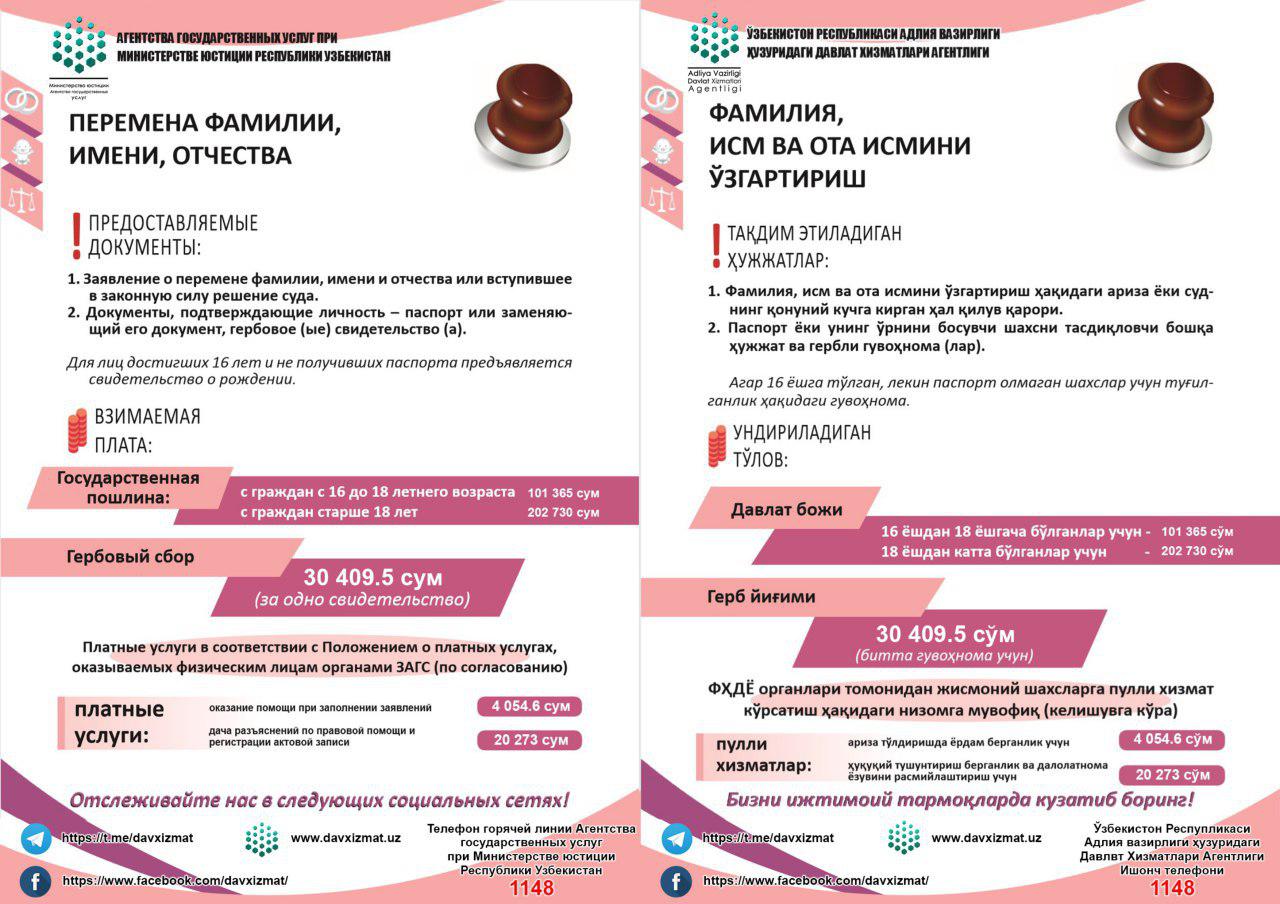 АГЕНТСТВА ГОСУДАРСТВЕННЫХ УСЛУГ ПРИ
МИНИСТЕРСТВЕ ЮСТИЦИИ РЕСПУБЛИКИ УЗБЕКИСТАН
Министерства юстиции
Агентство государственных
услуг
ПЕРЕМЕНА ФАМИЛИИ,
ИМЕНИ, ОТЧЕСТВА
ПРЕДОСТАВЛЯЕМЫЕ
ДОКУМЕНТЫ:
1. Заявление о перемене фамилии, имени и отчества или вступившее
в законную силу решение суда.
2. Документы, подтверждающие личность – паспорт или заменяю-
щий его документ, гербовое (ые) свидетельство (а).
Для лиц достигших 16 лет и не получивших паспорта предъявляется
свидетельство о рождении.
ВЗИМАЕМАЯ
ПЛАТА:
Государственная
пошлина:
с граждан с 16 до 18 летнего возраста 101 365 сум
с граждан старше 18 лет 202 730 сум
Гербовый сбор
30 409.5 сум
(за одно свидетельство)
Платные услуги в соответствии с Положением о платных услугах,
оказываемых физическим лицам органами ЗАГС (по согласованию)
платные
услуги:
оказание помощи при заполнении заявлений 4 054.6 сум
дача разъяснений по правовой помощи и
регистрации актовой записи 20 273 сум
Отслеживайте нас в следующих социальных сетях!
https://t.me/davxizmat
www.davxizmat.uz
https://www.facebook.com/davxizmat/
Телефон горячей линии Агентства
государственных услуг
при Министерстве юстиции
Республики Узбекистан
1148
ЎЗБЕКИСТОН РЕСПУБЛИКАСИ АДЛИЯ ВАЗИРЛИГИ
ҲУЗУРИДАГИ ДАВЛАТ ХИЗМАТЛАРИ АГЕНТЛИГИ
Adliya Vazirligi
Davlat Xizmatlari
Agentligi
ФАМИЛИЯ,
ИСМ ВА ОТА ИСМИНИ
ЎЗГАРТИРИШ
ТАҚДИМ ЭТИЛАДИГАН
ҲУЖЖАТЛАР:
1. Фамилия, исм ва ота исмини ўзгартириш ҳақидаги ариза ёки суд-
нинг қонуний кучга кирган ҳал қилув қарори.
2. Паспорт ёки унинг ўрнини босувчи шахсни тасдиқловчи бошқа
ҳужжат ва гербли гувоҳнома (лар).
Агар 16 ёшга тўлган, лекин паспорт олмаган шахслар учун туғил-
ганлик ҳақидаги гувоҳнома.
УНДИРИЛАДИГАН
ТЎЛОВ:
Давлат божи
16 ёшдан 18 ёшгача бўлганлар учун - 101 365 сўм
18 ёшдан катта бўлганлар учун - 202 730 сўм
Герб йиғими
30 409.5 сўм
(битта гувоҳнома учун)
ФҲДЁ органлари томонидан жисмоний шахсларга пулли хизмат
кўрсатиш ҳақидаги низомга мувофиқ (келишувга кўра)
пулли
хизматлар:
ариза тўлдиришда ёрдам берганлик учун 4 054.6 сўм
ҳуқуқий тушунтириш берганлик ва далолатнома
ёзувини расмийлаштириш учун 20 273 сўм
Бизни ижтимоий тармоқларда кузатиб боринг!
https://t.me/davxizmat
www.davxizmat.uz
https://www.facebook.com/davxizmat/
Ўзбекистон Респупликаси
Адлия вазирлиги ҳузуридаги
Давлвт Хизматлари Агентлиги
Ишонч телефони
1148